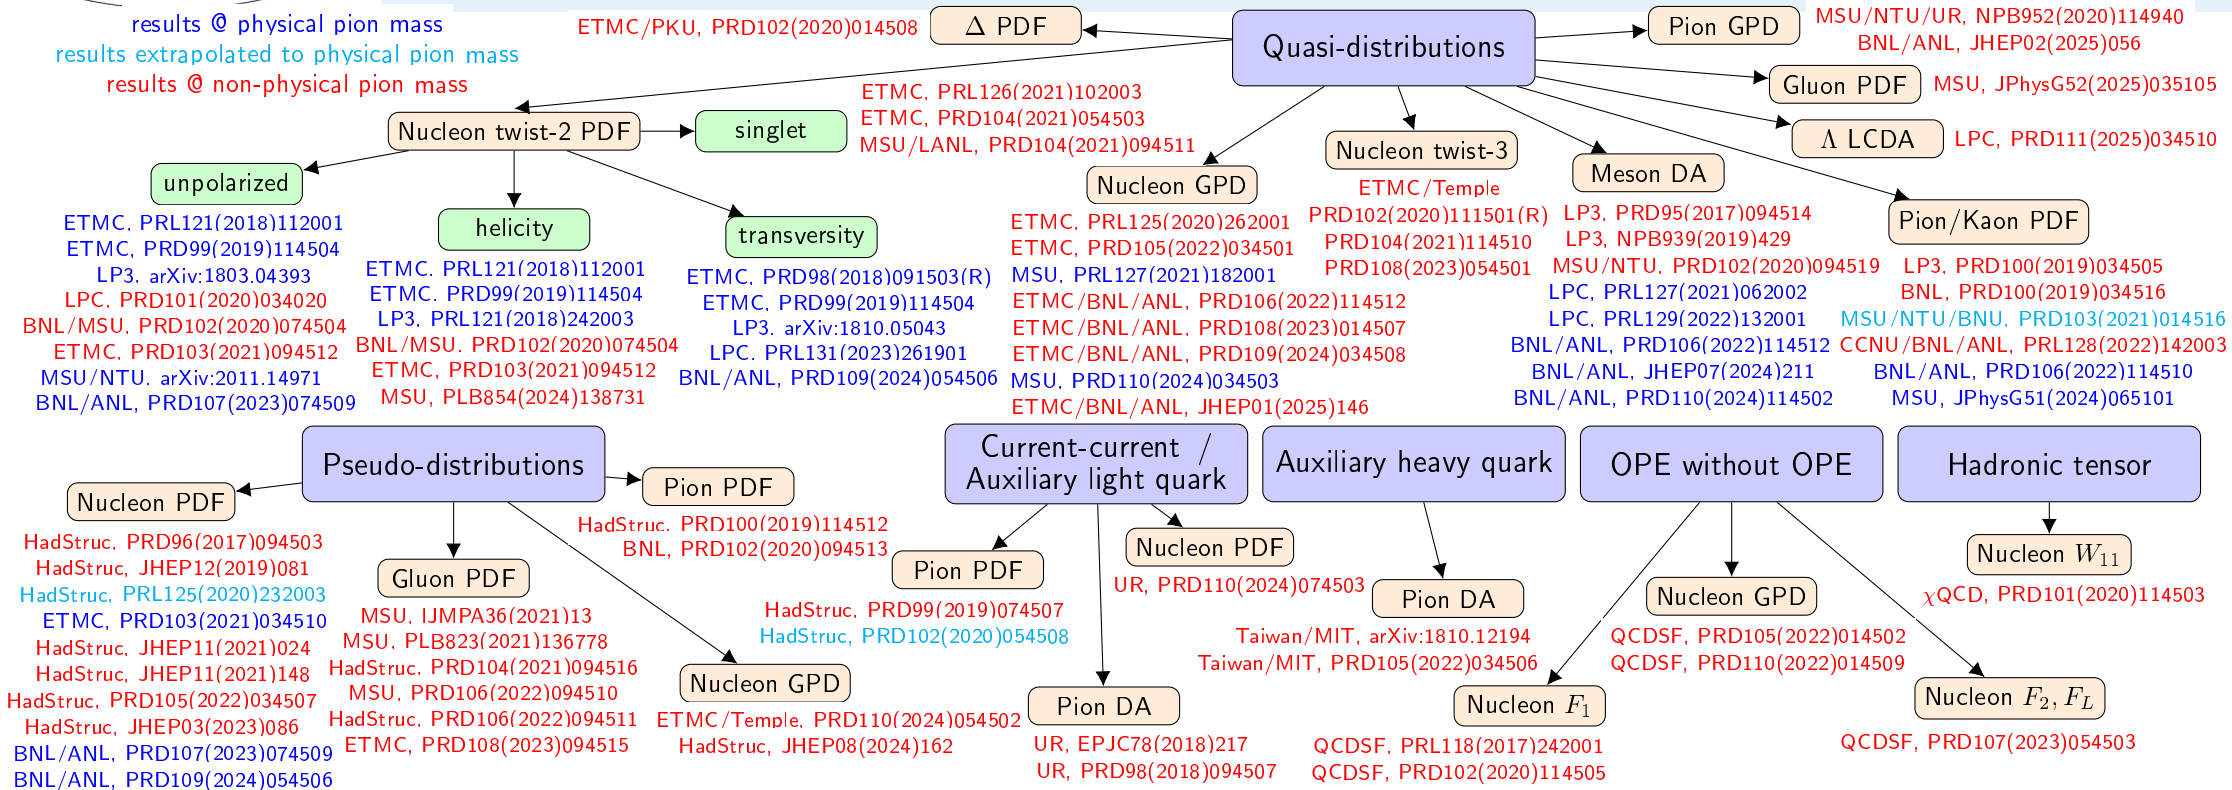 results @ physical pion mass
results extrapolated to physical pion mass
results @ non-physical pion mass
ETMC/PKU, PRD102(2020)014508
Δ PDF
Quasi-distributions
Pion GPD
MSU/NTU/UR, NPB952(2020)114940
BNL/ANL, JHEP02(2025)056
Gluon PDF
MSU, JPhysG52(2025)035105
Λ LCDA
LPC, PRD111(2025)034510
Nucleon twist-2 PDF
singlet
ETMC, PRL126(2021)102003
ETMC, PRD104(2021)054503
MSU/LANL, PRD104(2021)094511
unpolarized
ETMC, PRL121(2018)112001
ETMC, PRD99(2019)114504
LP3, arXiv:1803.04393
LPC, PRD101(2020)034020
BNL/MSU, PRD102(2020)074504
ETMC, PRD103(2021)094512
MSU/NTU. arXiv:2011.14971
BNL/ANL, PRD107(2023)074509
helicity
ETMC. PRL121(2018)112001
ETMC, PRD99(2019)114504
LP3, PRL121(2018)242003
BNL/MSU. PRD102(2020)074504
ETMC, PRD103(2021)094512
MSU, PLB854(2024)138731
transversity
ETMC, PRD98(2018)091503(R)
ETMC, PRD99(2019)114504
LP3. arXiv:1810.05043
LPC. PRL131(2023)261901
BNL/ANL, PRD109(2024)054506
Nucleon GPD
ETMC, PRL125(2020)262001
ETMC, PRD105(2022)034501
MSU, PRL127(2021)182001
ETMC/BNL/ANL, PRD106(2022)114512
ETMC/BNL/ANL, PRD108(2023)014507
ETMC/BNL/ANL, PRD109(2024)034508
MSU, PRD110(2024)034503
ETMC/BNL/ANL, JHEP01(2025)146
Nucleon twist-3
ETMC/Temple
PRD102(2020)111501(R)
PRD104(2021)114510
PRD108(2023)054501
Meson DA
LP3, PRD95(2017)094514
LP3, NPB939(2019)429
MSU/NTU, PRD102(2020)094519
LPC, PRL127(2021)062002
LPC, PRL129(2022)132001
BNL/ANL, PRD106(2022)114512
BNL/ANL, JHEP07(2024)211
BNL/ANL, PRD110(2024)114502
Pion/Kaon PDF
LP3, PRD100(2019)034505
BNL, PRD100(2019)034516
MSU/NTU/BNU, PRD103(2021)014516
CCNU/BNL/ANL, PRL128(2022)142003
BNL/ANL, PRD106(2022)114510
MSU, JPhysG51(2024)065101
Pseudo-distributions
Nucleon PDF
HadStruc, PRD96(2017)094503
HadStruc, JHEP12(2019)081
HadStruc, PRL125(2020)232003
ETMC, PRD103(2021)034510
HadStruc, JHEP11(2021)024
HadStruc, JHEP11(2021)148
HadStruc, PRD105(2022)034507
HadStruc, JHEP03(2023)086
BNL/ANL, PRD107(2023)074509
BNL/ANL, PRD109(2024)054506
Gluon PDF
MSU, IJMPA36(2021)13
MSU, PLB823(2021)136778
HadStruc, PRD104(2021)094516
MSU, PRD106(2022)094510
HadStruc, PRD106(2022)094511
ETMC, PRD108(2023)094515
Pion PDF
HadStruc. PRD100(2019)114512
BNL, PRD102(2020)094513
Nucleon GPD
ETMC/Temple, PRD110(2024)054502
HadStruc, JHEP08(2024)162
Current-current /
Auxiliary light quark
Pion PDF
HadStruc, PRD99(2019)074507
HadStruc, PRD102(2020)054508
Nucleon PDF
UR, PRD110(2024)074503
Pion DA
UR, EPJC78(2018)217
UR, PRD98(2018)094507
Auxiliary heavy quark
Pion DA
Taiwan/MIT, arXiv:1810.12194
Taiwan/MIT, PRD105(2022)034506
OPE without OPE
Nucleon F₁
QCDSF, PRL118(2017)242001
QCDSF, PRD102(2020)114505
Nucleon GPD
QCDSF, PRD105(2022)014502
QCDSF, PRD110(2022)014509
Nucleon F₂, F_L
QCDSF, PRD107(2023)054503
Hadronic tensor
Nucleon W₁₁
χQCD, PRD101(2020)114503